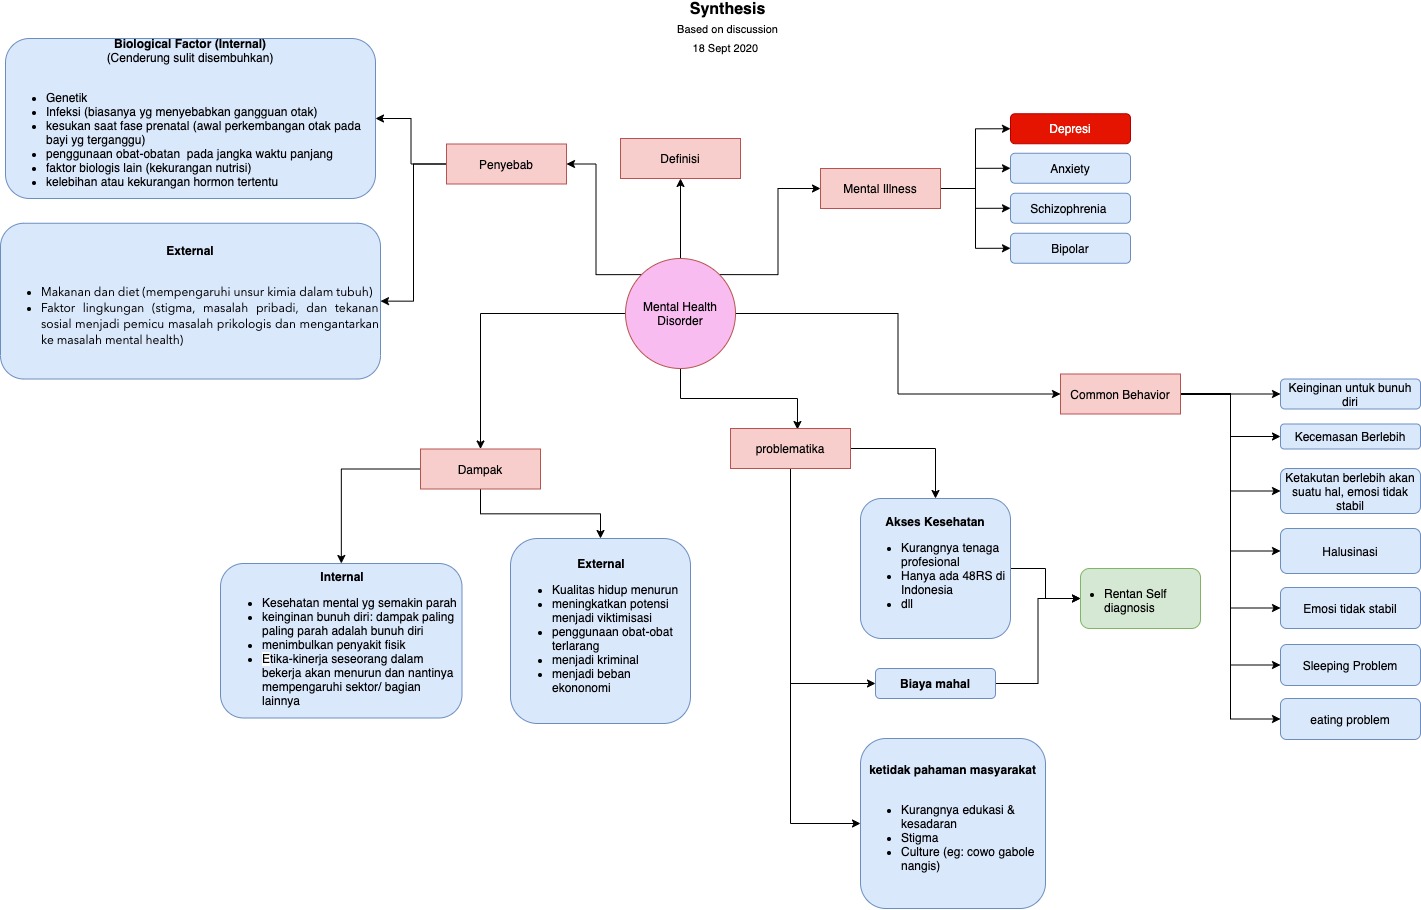 Synthesis
Based on discussion
18 Sept 2020
Biological Factor (Internal)
(Cenderung sulit disembuhkan)
• Genetik
• Infeksi (biasanya yg menyebabkan gangguan otak)
• kesukan saat fase prenatal (awal perkembangan otak pada
bayi yg terganggu)
• penggunaan obat-obatan pada jangka waktu panjang
• faktor biologis lain (kekurangan nutrisi)
• kelebihan atau kekurangan hormon tertentu
External
• Makanan dan diet (mempengaruhi unsur kimia dalam tubuh)
• Faktor lingkungan (stigma, masalah pribadi, dan tekanan
sosial menjadi pemicu masalah prikologis dan mengantarkan
ke masalah mental health)
Penyebab
Definisi
Mental Illness
Depresi
Anxiety
Schizophrenia
Bipolar
Mental Health
Disorder
Common Behavior
Keinginan untuk bunuh
diri
Kecemasan Berlebih
Ketakutan berlebih akan
suatu hal, emosi tidak
stabil
Halusinasi
Emosi tidak stabil
Sleeping Problem
eating problem
Dampak
Internal
• Kesehatan mental yg semakin parah
• keinginan bunuh diri: dampak paling
paling parah adalah bunuh diri
• menimbulkan penyakit fisik
• Etika-kinerja seseorang dalam
bekerja akan menurun dan nantinya
mempengaruhi sektor/ bagian
lainnya
External
• Kualitas hidup menurun
• meningkatkan potensi
menjadi viktimisasi
• penggunaan obat-obat
terlarang
• menjadi kriminal
• menjadi beban
ekononomi
problematika
Akses Kesehatan
• Kurangnya tenaga
profesional
• Hanya ada 48RS di
Indonesia
• dll
• Rentan Self
diagnosis
Biaya mahal
ketidak pahaman masyarakat
• Kurangnya edukasi &
kesadaran
• Stigma
• Culture (eg: cowo gabole
nangis)